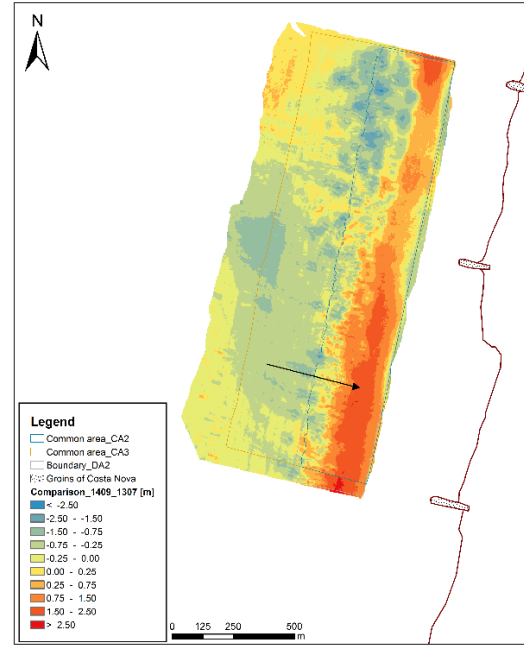 N
Legend
Common area_CA2
Common area_CA3
Boundary_DA2
Groins of Costa Nova
Comparison_1409_1307 [m]
< -2.50
-2.50 - -1.50
-1.50 - -0.75
-0.75 - -0.25
-0.25 - 0.00
0.00 - 0.25
0.25 - 0.75
0.75 - 1.50
1.50 - 2.50
> 2.50
0 125 250 500
m